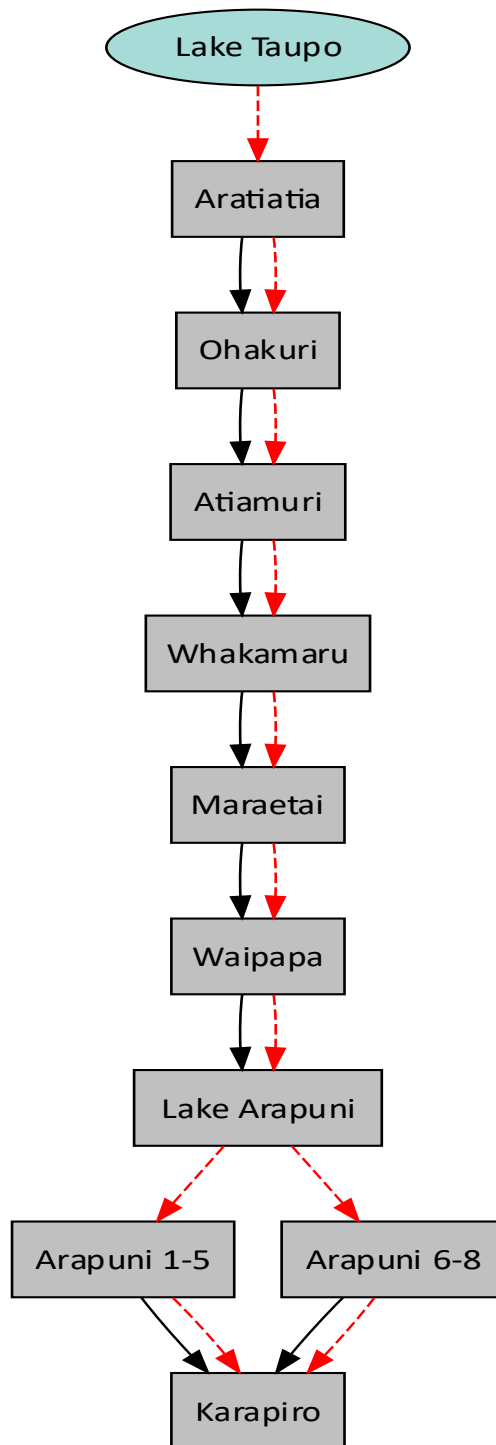 Lake Taupo
Aratiatia
Ohakuri
Atiamuri
Whakamaru
Maraetai
Waipapa
Lake Arapuni
Arapuni 1-5
Arapuni 6-8
Karapiro